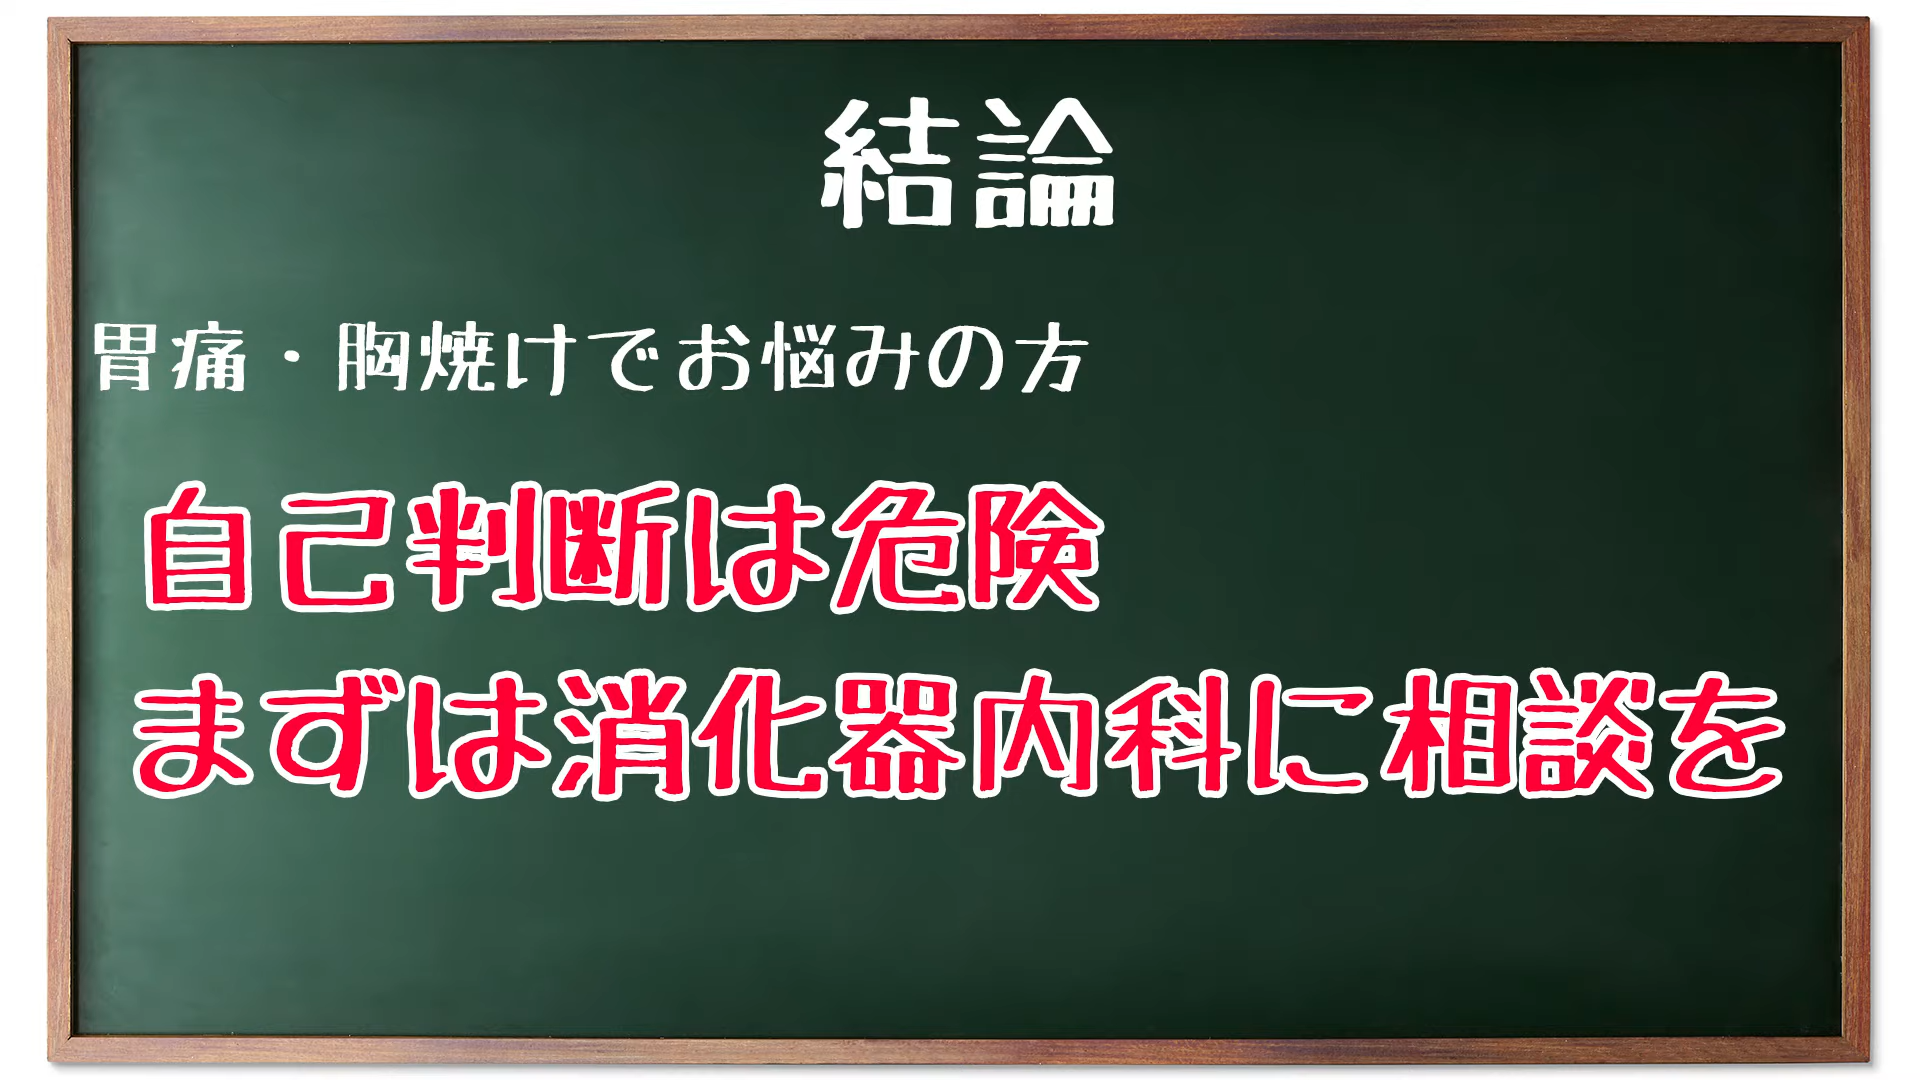 結論
胃痛・胸焼けでお悩みの方
自己判断は危険
まずは消化器内科に相談を